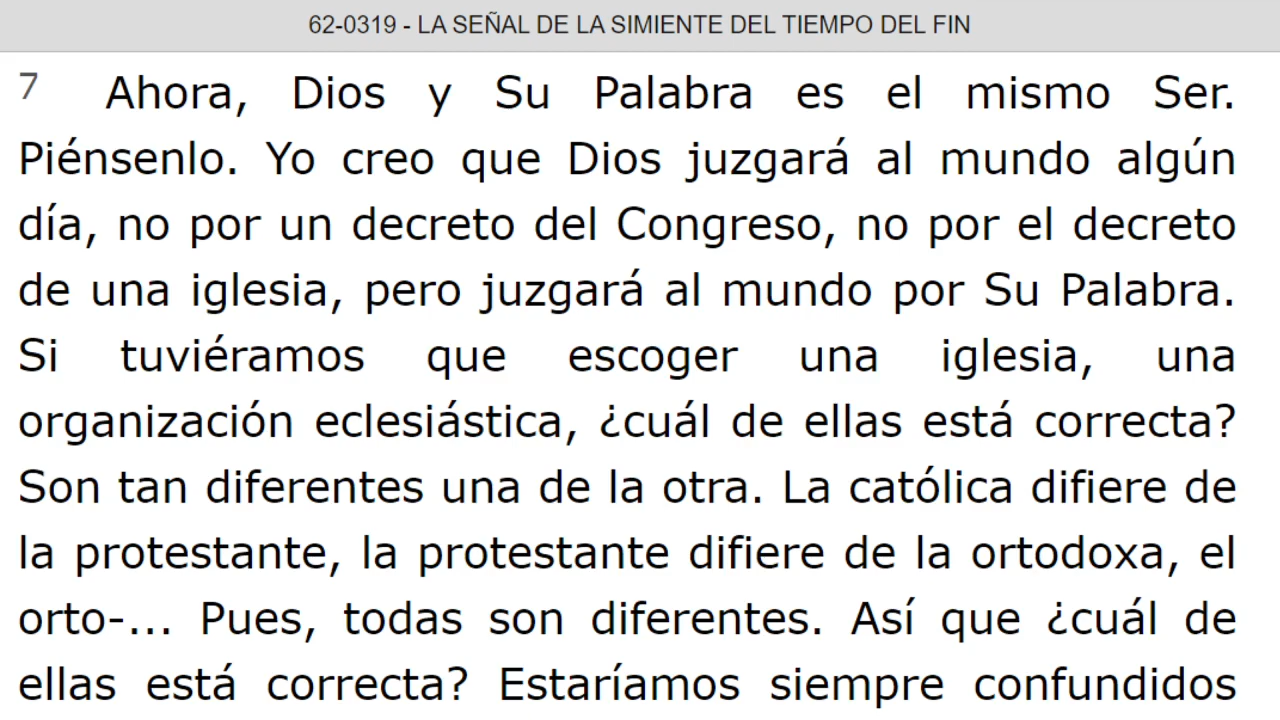 62-0319 - LA SEÑAL DE LA SIMIENTE DEL TIEMPO DEL FIN
7 Ahora, Dios y Su Palabra es el mismo Ser.
Piénsenlo. Yo creo que Dios juzgará al mundo algún
día, no por un decreto del Congreso, no por el decreto
de una iglesia, pero juzgará al mundo por Su Palabra.
Si tuviéramos que escoger una iglesia, una
organización eclesiástica, ¿cuál de ellas está correcta?
Son tan diferentes una de la otra. La católica difiere de
la protestante, la protestante difiere de la ortodoxa, el
orto-... Pues, todas son diferentes. Así que ¿cuál de
ellas está correcta? Estaríamos siempre confundidos